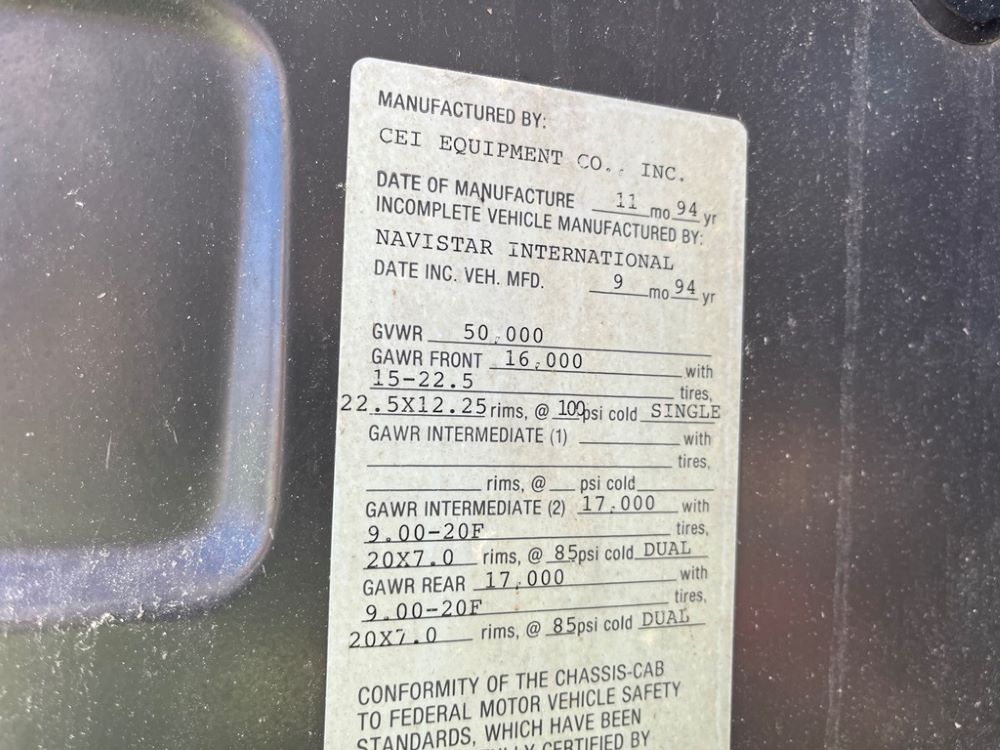 MANUFACTURED BY:
CEI EQUIPMENT CO., INC.
DATE OF MANUFACTURE 11 mo 94 yr
INCOMPLETE VEHICLE MANUFACTURED BY:
NAVISTAR INTERNATIONAL
DATE INC. VEH. MFD. 9 mo 94 yr
GVWR 50,000
GAWR FRONT 16,000 with
15-22.5 tires,
22.5X12.25 rims, @ 100 psi cold SINGLE
GAWR INTERMEDIATE (1) with
tires,
rims, @ psi cold
GAWR INTERMEDIATE (2) 17,000 with
9.00-20F tires,
20X7.0 rims, @ 85 psi cold DUAL
GAWR REAR 17,000 with
9.00-20F tires,
20X7.0 rims, @ 85 psi cold DUAL
CONFORMITY OF THE CHASSIS-CAB
TO FEDERAL MOTOR VEHICLE SAFETY
STANDARDS, WHICH HAVE BEEN
CERTIFIED BY